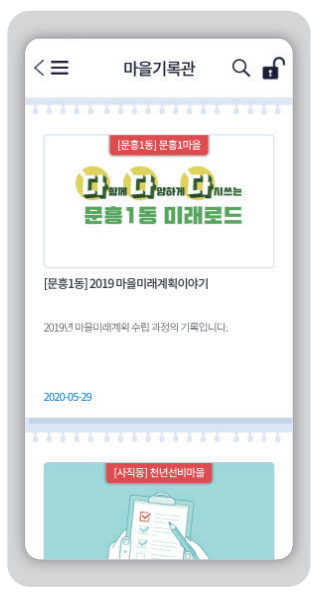 마을기록관
[문흥1동] 문흥1마을
다함께 다양하게 다시쓰는
문흥1동 미래로드
[문흥1동] 2019 마을미래계획이야기
2019년 마을미래계획 수립 과정의 기록입니다.
2020-05-29
[사직동] 천년선비마을